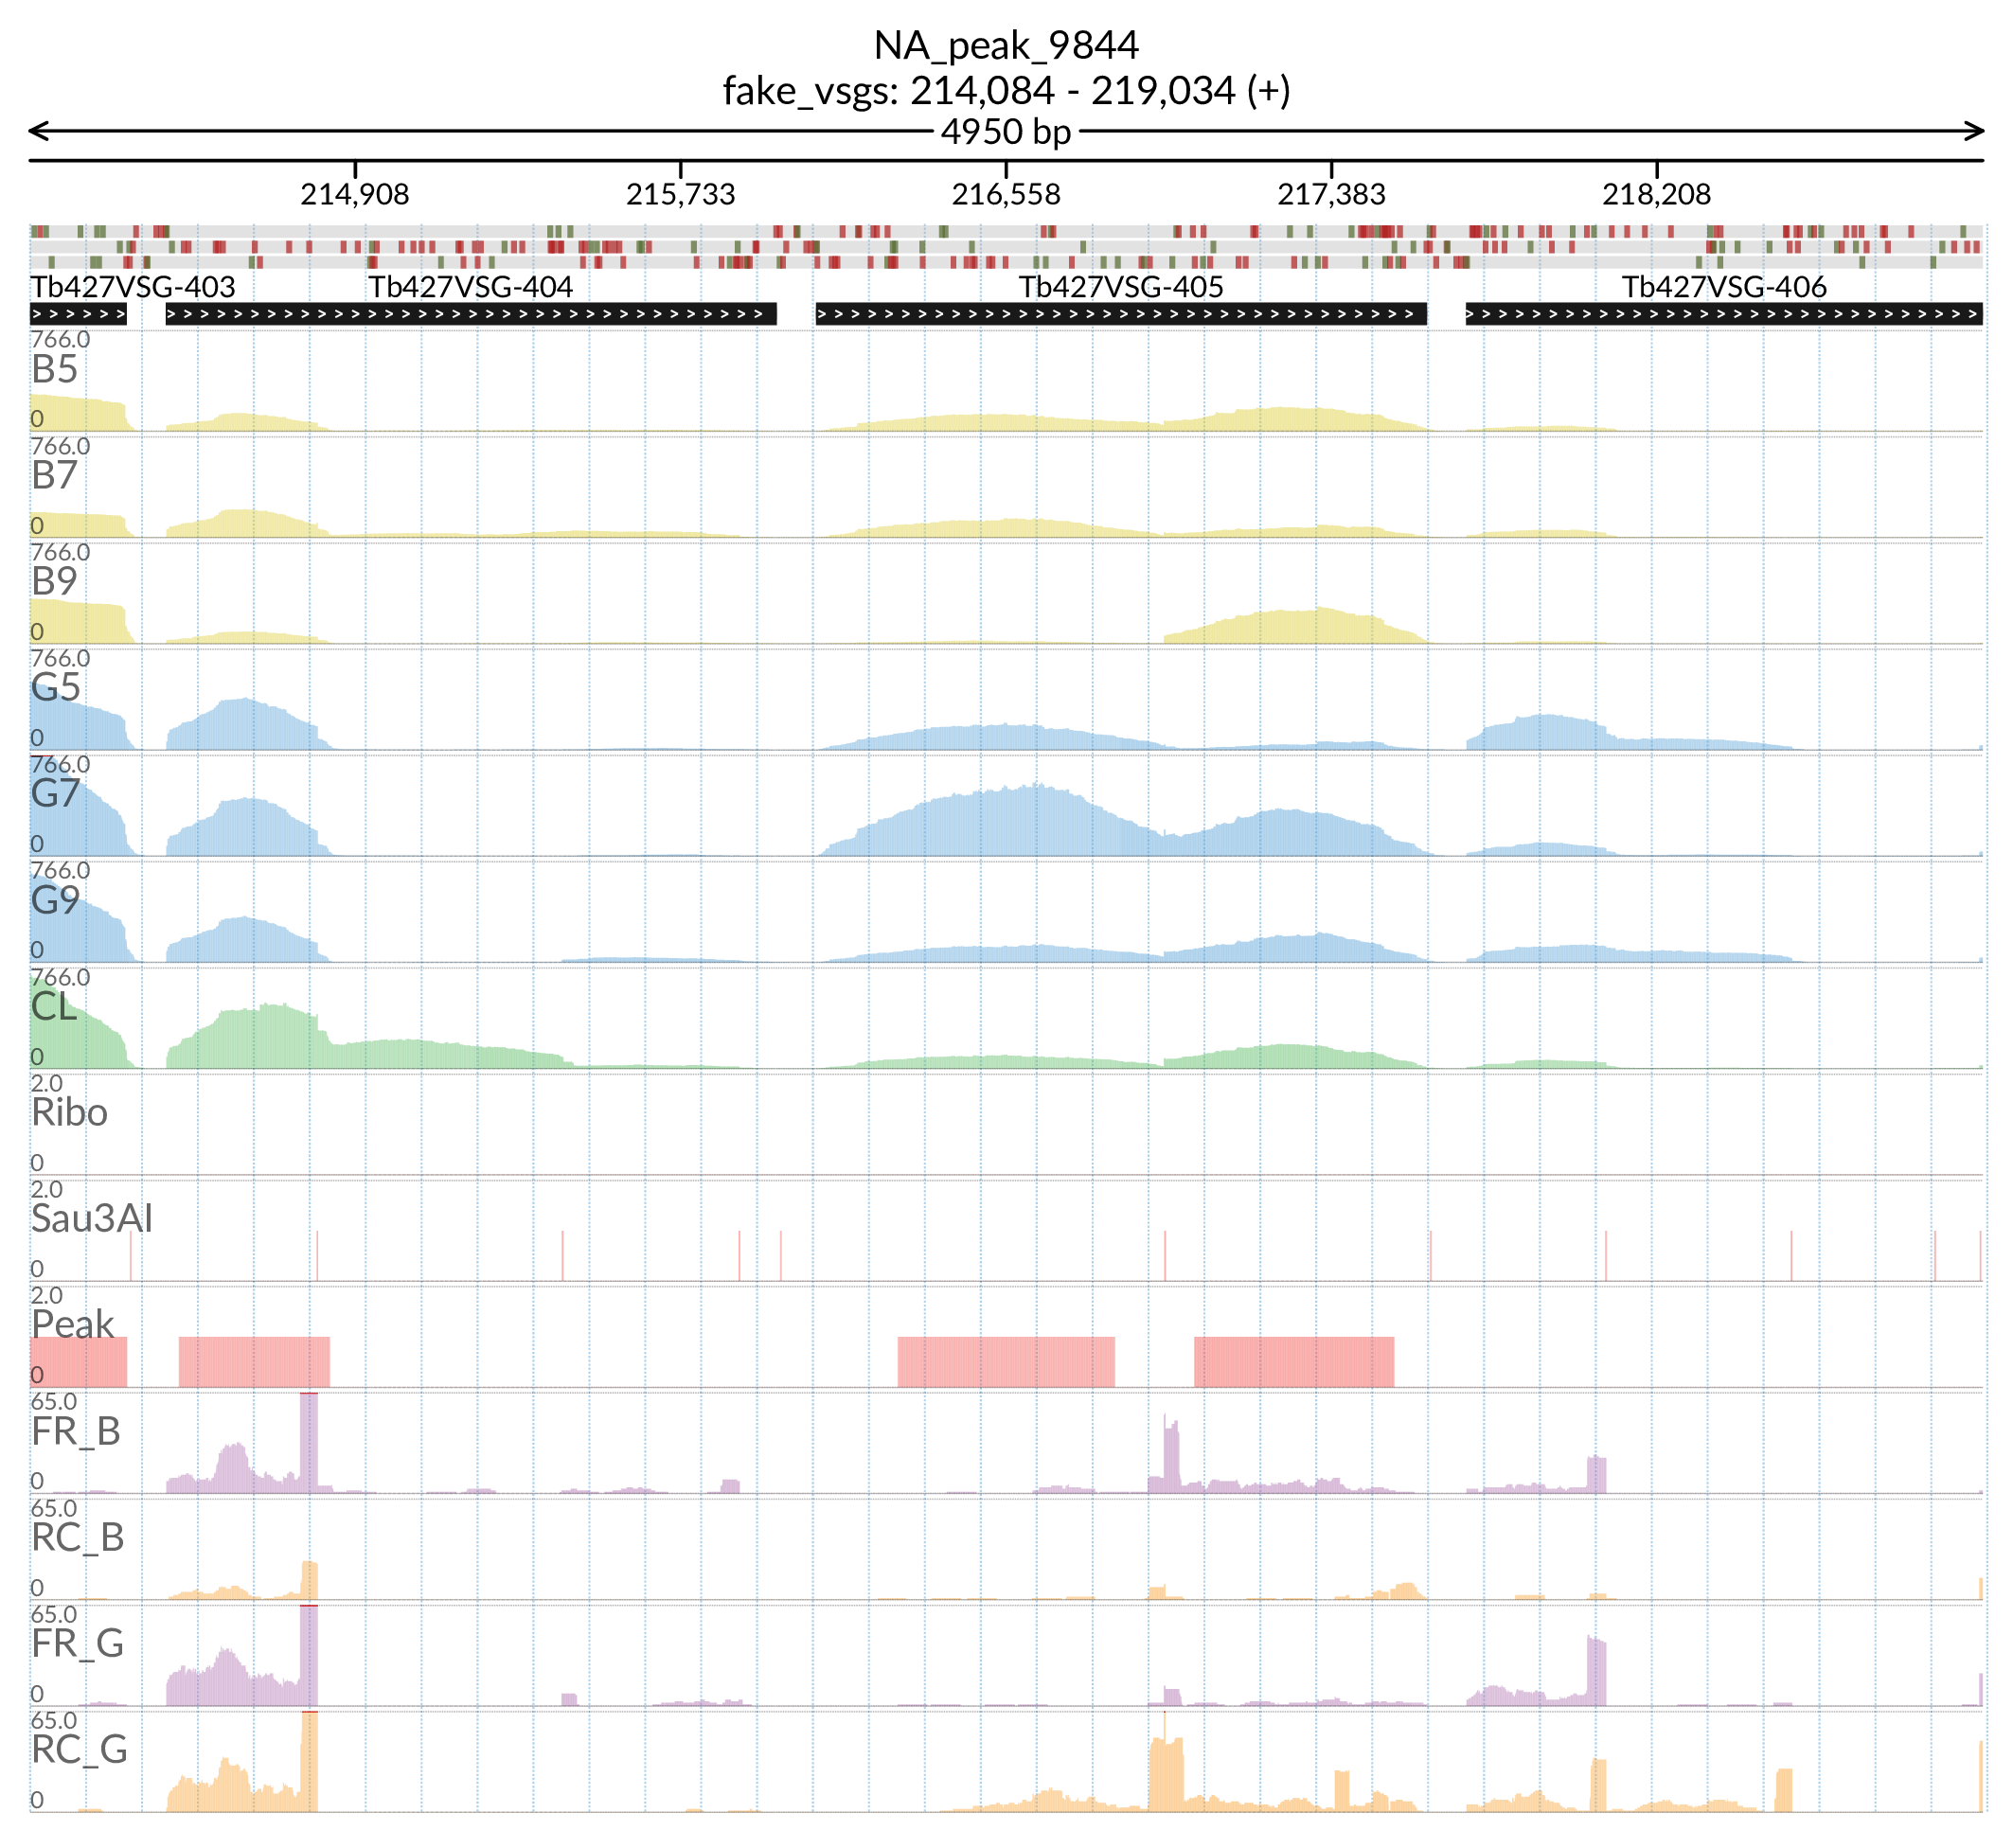 NA_peak_9844
fake_vsgs: 214,084 - 219,034 (+)
4950 bp
214,908 215,733 216,558 217,383 218,208
Tb427VSG-403 Tb427VSG-404 Tb427VSG-405 Tb427VSG-406
766.0
B5
0
766.0
B7
0
766.0
B9
0
766.0
G5
0
766.0
G7
0
766.0
G9
0
766.0
CL
0
2.0
Ribo
0
2.0
Sau3AI
0
2.0
Peak
0
65.0
FR_B
0
65.0
RC_B
0
65.0
FR_G
0
65.0
RC_G
0